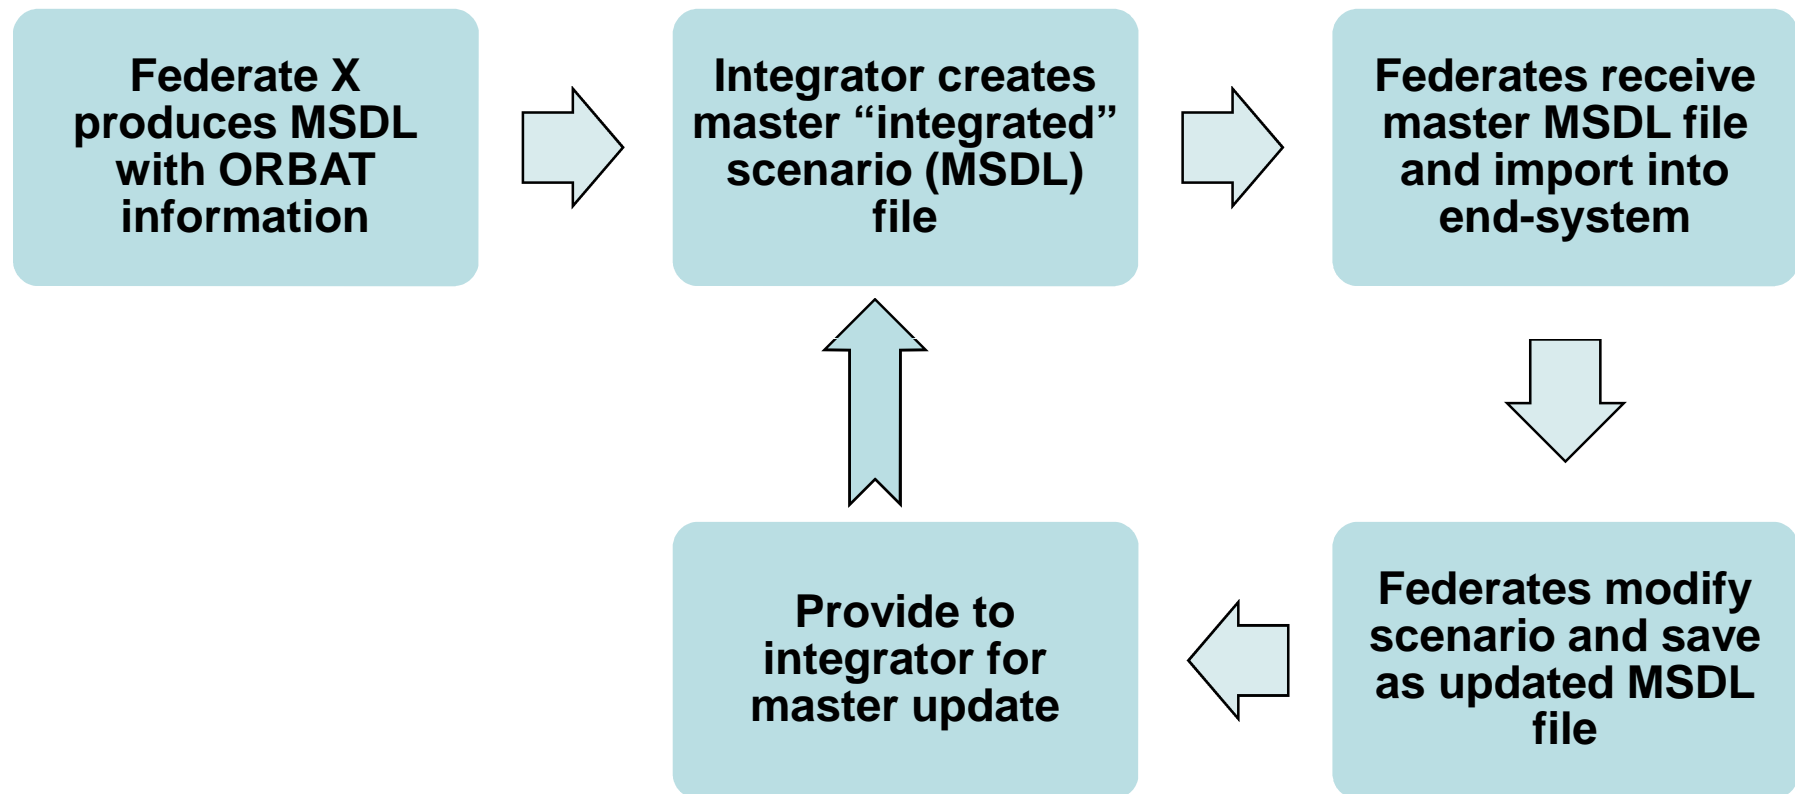 Federate X
produces MSDL
with ORBAT
information
Integrator creates
master “integrated”
scenario (MSDL)
file
Federates receive
master MSDL file
and import into
end-system
Federates modify
scenario and save
as updated MSDL
file
Provide to
integrator for
master update